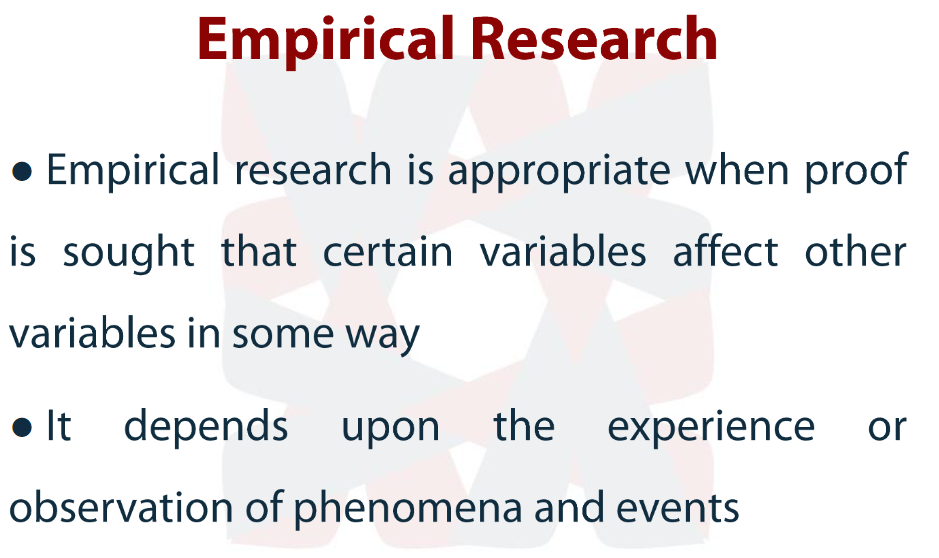 Empirical Research
● Empirical research is appropriate when proof
is sought that certain variables affect other
variables in some way
● It depends upon the experience or
observation of phenomena and events